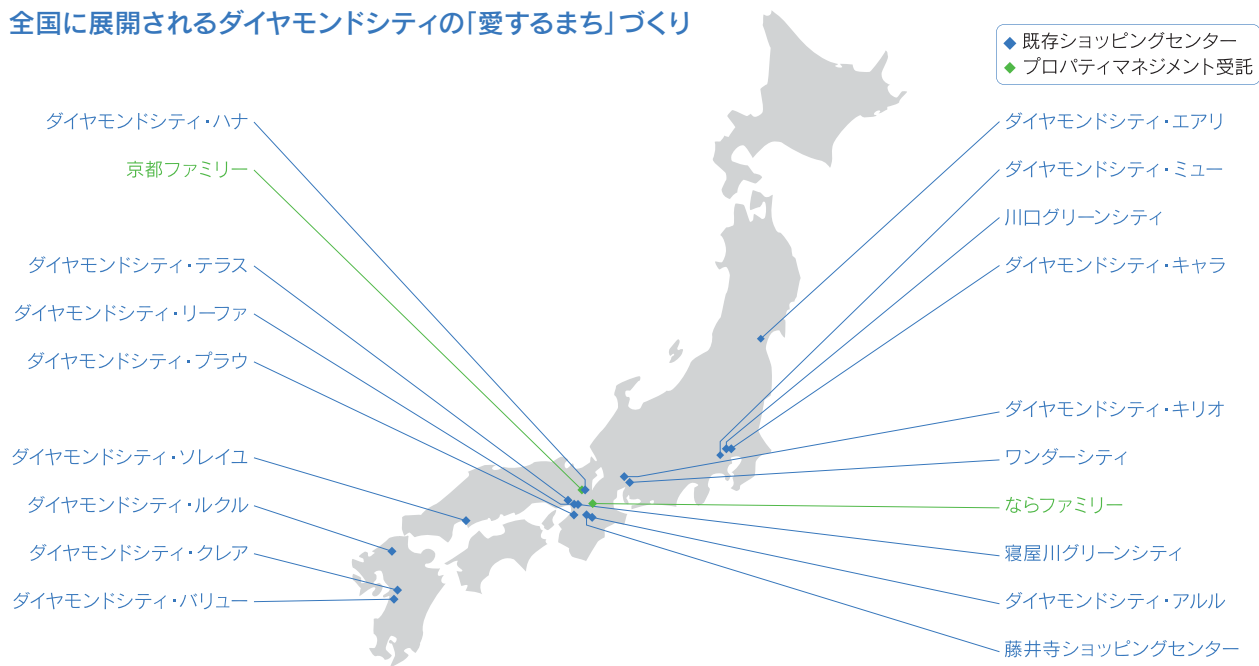 全国に展開されるダイヤモンドシティの「愛するまち」づくり
既存ショッピングセンター
プロパティマネジメント受託
ダイヤモンドシティ・ハナ
京都ファミリー
ダイヤモンドシティ・テラス
ダイヤモンドシティ・リーファ
ダイヤモンドシティ・プラウ
ダイヤモンドシティ・ソレイユ
ダイヤモンドシティ・ルクル
ダイヤモンドシティ・クレア
ダイヤモンドシティ・バリュー
ダイヤモンドシティ・エアリ
ダイヤモンドシティ・ミュー
川口グリーンシティ
ダイヤモンドシティ・キャラ
ダイヤモンドシティ・キリオ
ワンダーシティ
ならファミリー
寝屋川グリーンシティ
ダイヤモンドシティ・アルル
藤井寺ショッピングセンター